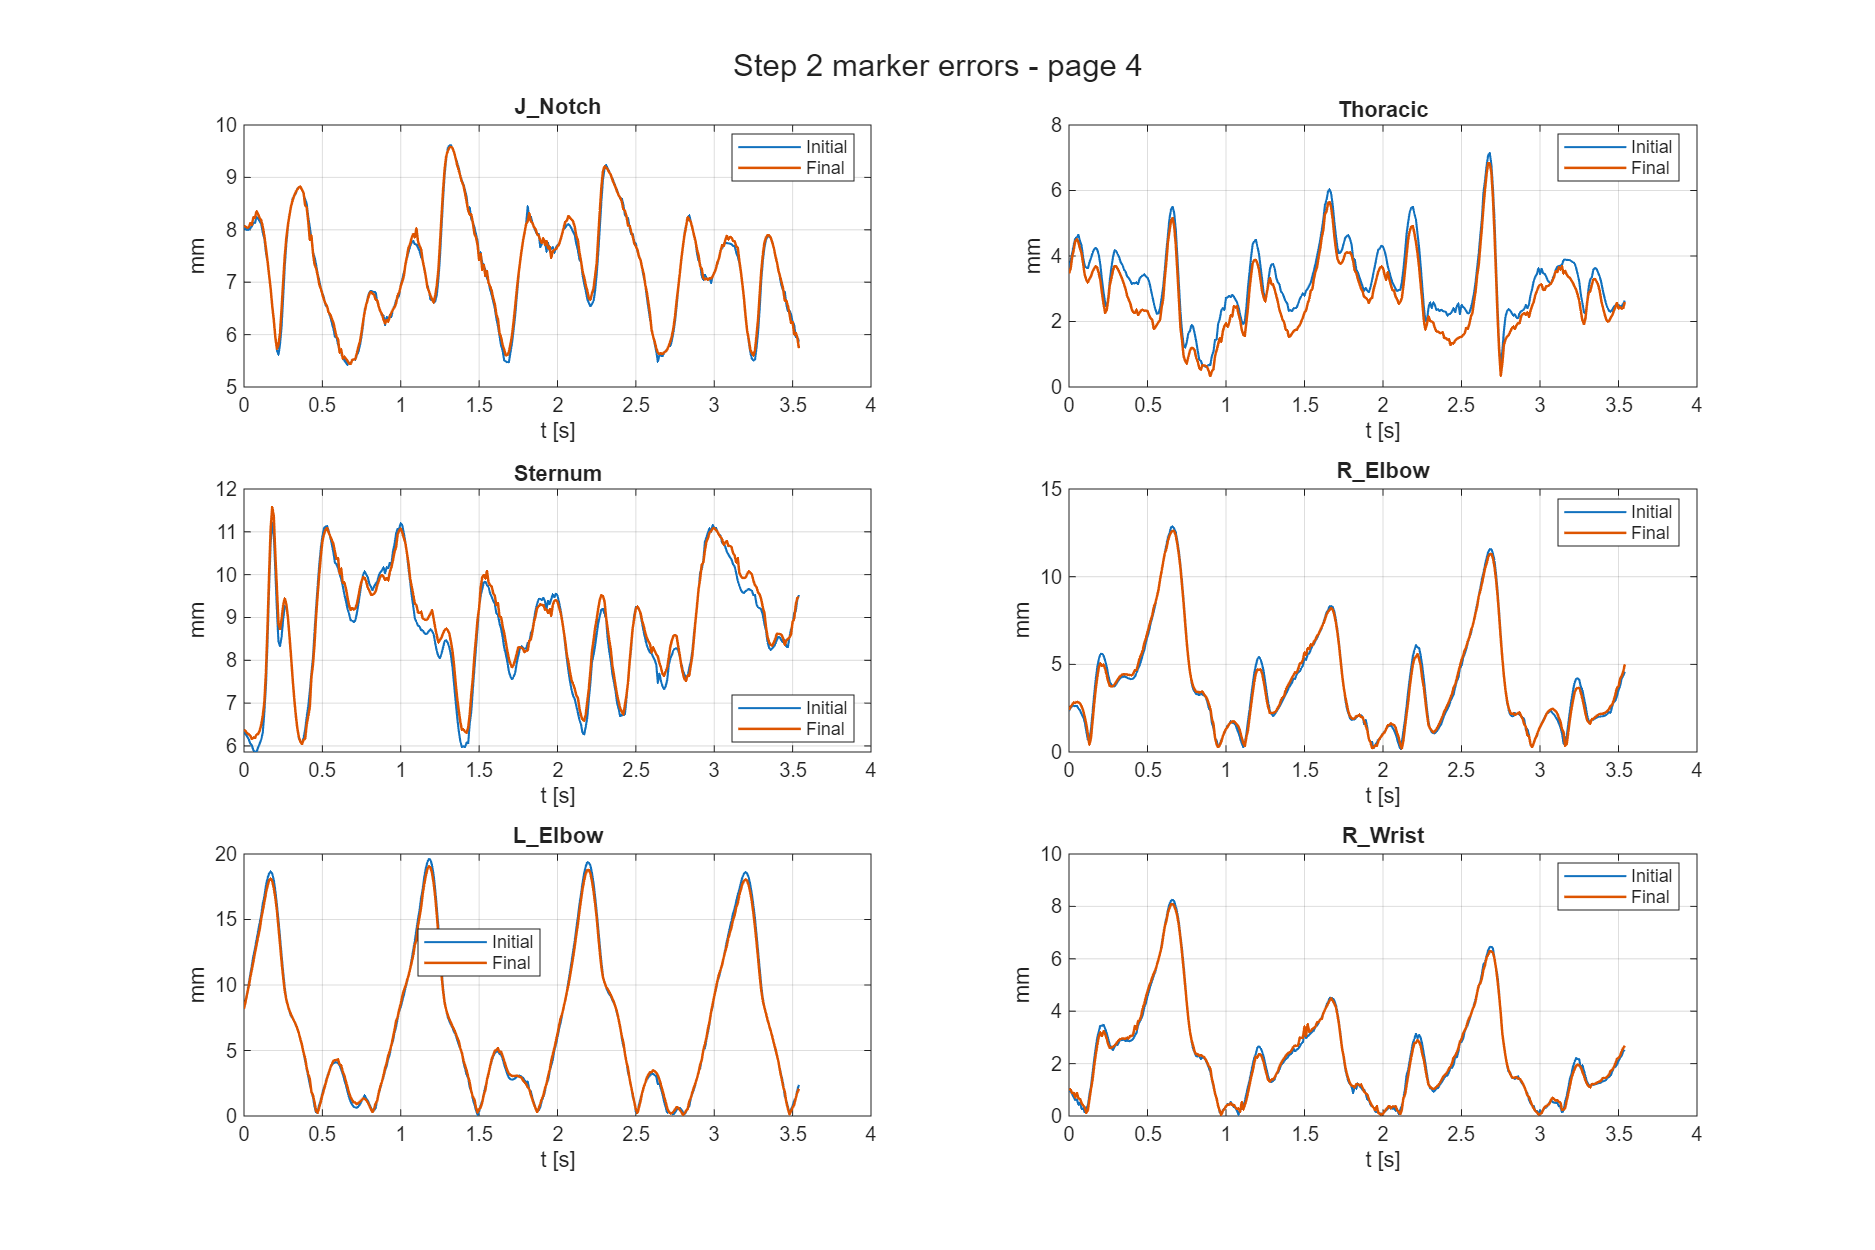 Step 2 marker errors - page 4
J_Notch
10
9
8
7
6
5
mm
0 0.5 1 1.5 2 2.5 3 3.5 4
t [s]
Initial
Final
Thoracic
8
6
4
2
0
mm
0 0.5 1 1.5 2 2.5 3 3.5 4
t [s]
Initial
Final
Sternum
12
11
10
9
8
7
6
mm
0 0.5 1 1.5 2 2.5 3 3.5 4
t [s]
Initial
Final
R_Elbow
15
10
5
0
mm
0 0.5 1 1.5 2 2.5 3 3.5 4
t [s]
Initial
Final
L_Elbow
20
15
10
5
0
mm
0 0.5 1 1.5 2 2.5 3 3.5 4
t [s]
Initial
Final
R_Wrist
10
8
6
4
2
0
mm
0 0.5 1 1.5 2 2.5 3 3.5 4
t [s]
Initial
Final